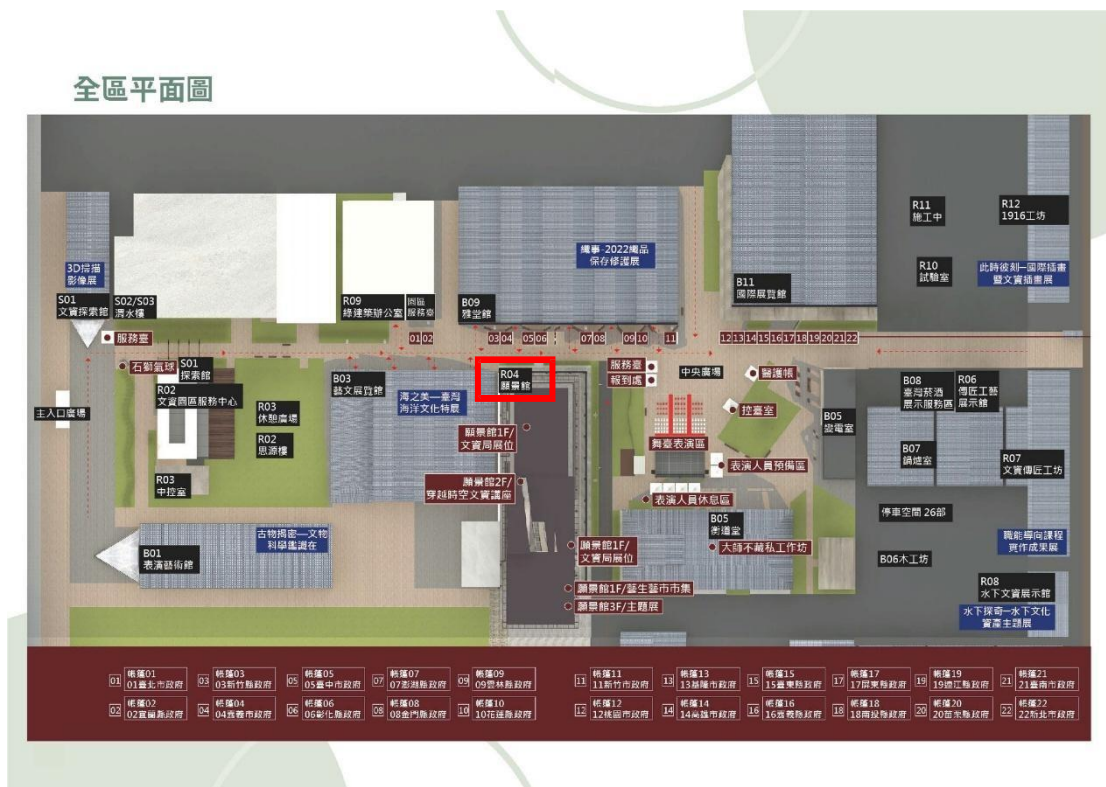 全區平面圖
R11
施工中
R12
1916工坊
3D掃描
影像展
織事-2022織品
保存修護展
R10
試驗室
此時彼刻—國際插畫
暨文資插畫展
S01
文資探索館
S02/S03
渭水樓
R09
綠建築辦公室
園區
服務臺
B09
雅堂館
B11
國際展覽館
服務臺
01 02
03 04
05 06
07 08
09 10
11
12 13 14 15 16 17 18 19 20 21 22
石獅氣球
S01
探索館
R02
文資園區服務中心
B03
藝文展覽館
海之美—臺灣
海洋文化特展
R04
願景館
服務臺
報到處
中央廣場
醫護帳
B08
臺灣菸酒
展示服務區
R06
傳匠工藝
展示館
主入口廣場
R03
休憩廣場
R02
思源樓
願景館1F/
文資局展位
控臺室
舞臺表演區
B05
變電室
B07
鍋爐室
R07
文資傳匠工坊
R03
中控室
願景館2F/
穿越時空文資講座
表演人員預備區
表演人員休息區
停車空間 26部
B01
表演藝術館
古物揭密—文物
科學鑑識在
願景館1F/
文資局展位
B05
衡道堂
大師不藏私工作坊
職能導向課程
實作成果展
B06木工坊
願景館1F/藝生藝市市集
願景館3F/主題展
R08
水下文資展示館
水下探奇—水下文化
資產主題展
01 帳篷01
01臺北市政府
03 帳篷03
03新竹縣政府
05 帳篷05
05臺中市政府
07 帳篷07
07澎湖縣政府
09 帳篷09
09雲林縣政府
11 帳篷11
11新竹市政府
13 帳篷13
13基隆市政府
15 帳篷15
15臺東縣政府
17 帳篷17
17屏東縣政府
19 帳篷19
19連江縣政府
21 帳篷21
21臺南市政府
02 帳篷02
02宜蘭縣政府
04 帳篷04
04嘉義市政府
06 帳篷06
06彰化縣政府
08 帳篷08
08金門縣政府
10 帳篷10
10花蓮縣政府
12 帳篷12
12桃園市政府
14 帳篷14
14高雄市政府
16 帳篷16
16嘉義縣政府
18 帳篷18
18南投縣政府
20 帳篷20
20苗栗縣政府
22 帳篷22
22新北市政府